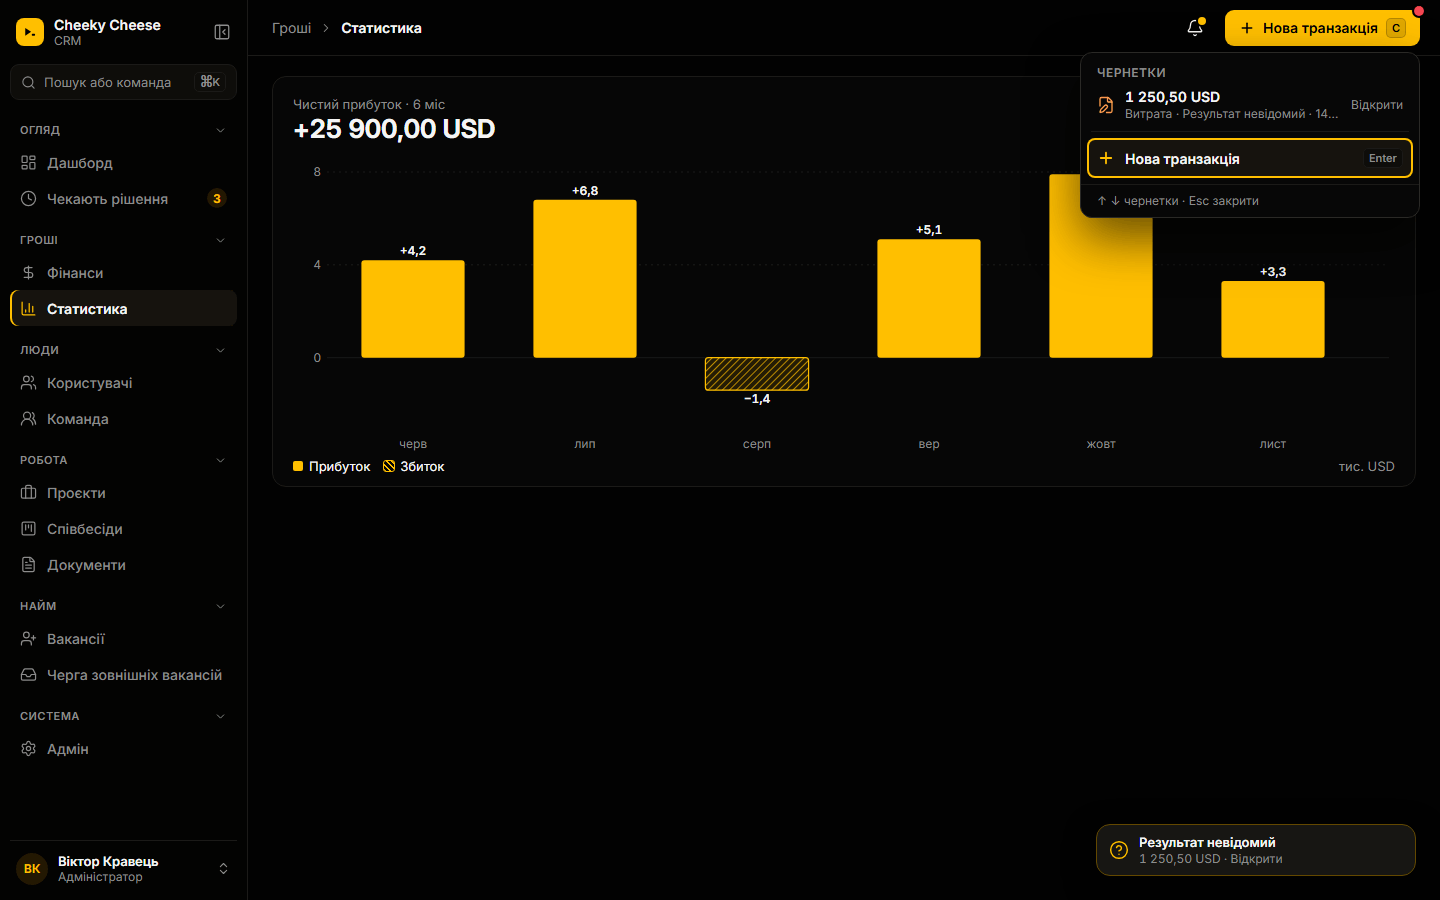 Cheeky Cheese
CRM
Пошук або команда ⌘K
ОГЛЯД
Дашборд
Чекають рішення 3
ГРОШІ
Фінанси
Статистика
ЛЮДИ
Користувачі
Команда
РОБОТА
Проєкти
Співбесіди
Документи
НАЙМ
Вакансії
Черга зовнішніх вакансій
СИСТЕМА
Адмін
ВК
Віктор Кравець
Адміністратор
Гроші > Статистика
+ Нова транзакція C
ЧЕРНЕТКИ
1 250,50 USD
Витрата · Результат невідомий · 14...
Відкрити
+ Нова транзакція Enter
↑ ↓ чернетки · Esc закрити
Чистий прибуток · 6 міс
+25 900,00 USD
8
4
0
+4,2
+6,8
−1,4
+5,1
+3,3
черв лип серп вер жовт лист
Прибуток Збиток
тис. USD
Результат невідомий
1 250,50 USD · Відкрити